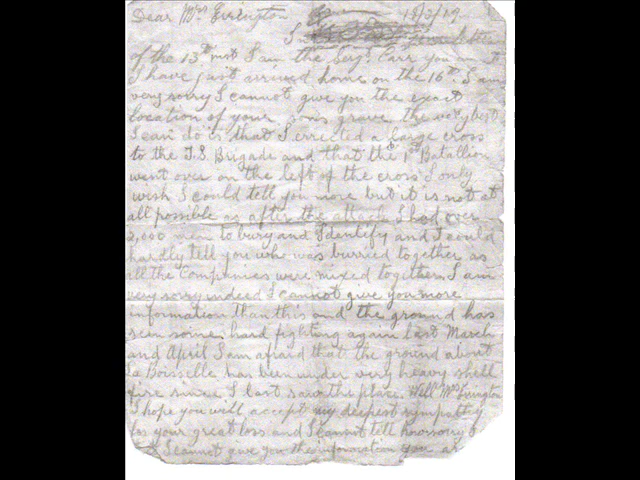 Dear Mrs. Errington 18/3/19
I
of the 13th inst I am the Sergt Carr you
I have just arrived home on the 16th. I am
very sorry I cannot give you the exact
location of your sons grave the very best
I can do is that I errected a large cross
to the T.S. Brigade and that the 1st Batallion
went over on the left of the cross I only
wish I could tell you more but it is not at
all possible as after the attack I had over
2,000 men to bury and Identify and I could
hardly tell you who was burried together as
all the Companies were mixed together. I am
very sorry indeed I cannot give you more
information than this and the ground has
seen some hard fighting again last March
and April I am afraid that the ground about
La Boisselle has been under very heavy shell
fire since I last saw the place. Well Mrs Errington
I hope you will accept my deepest sympathy
for your great loss and I cannot tell how sorry
I cannot give you the information you